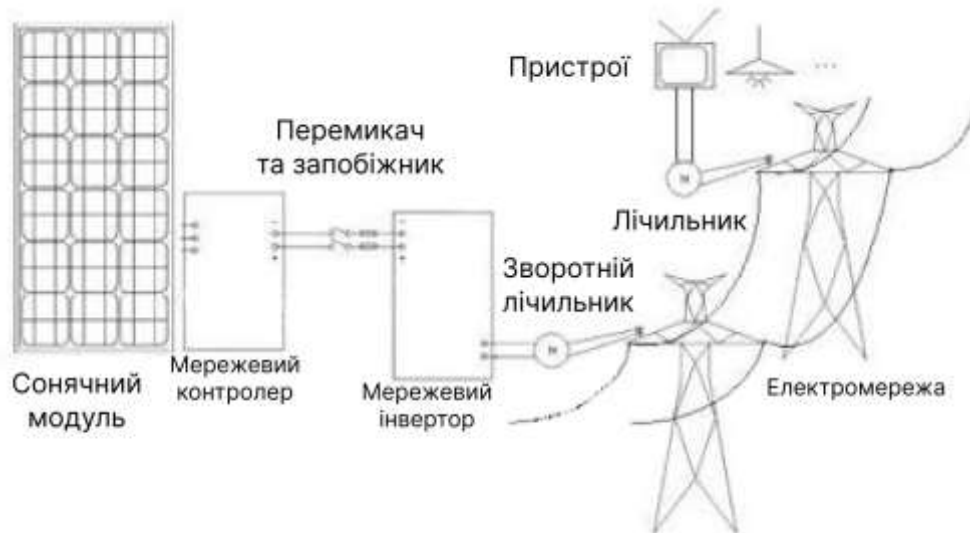 Пристрої
...
Перемикач
та запобіжник
N
Лічильник
Зворотній
лічильник
-
+
-
+
N
Мережевий
контролер
Сонячний
модуль
Мережевий
інвертор
Електромережа